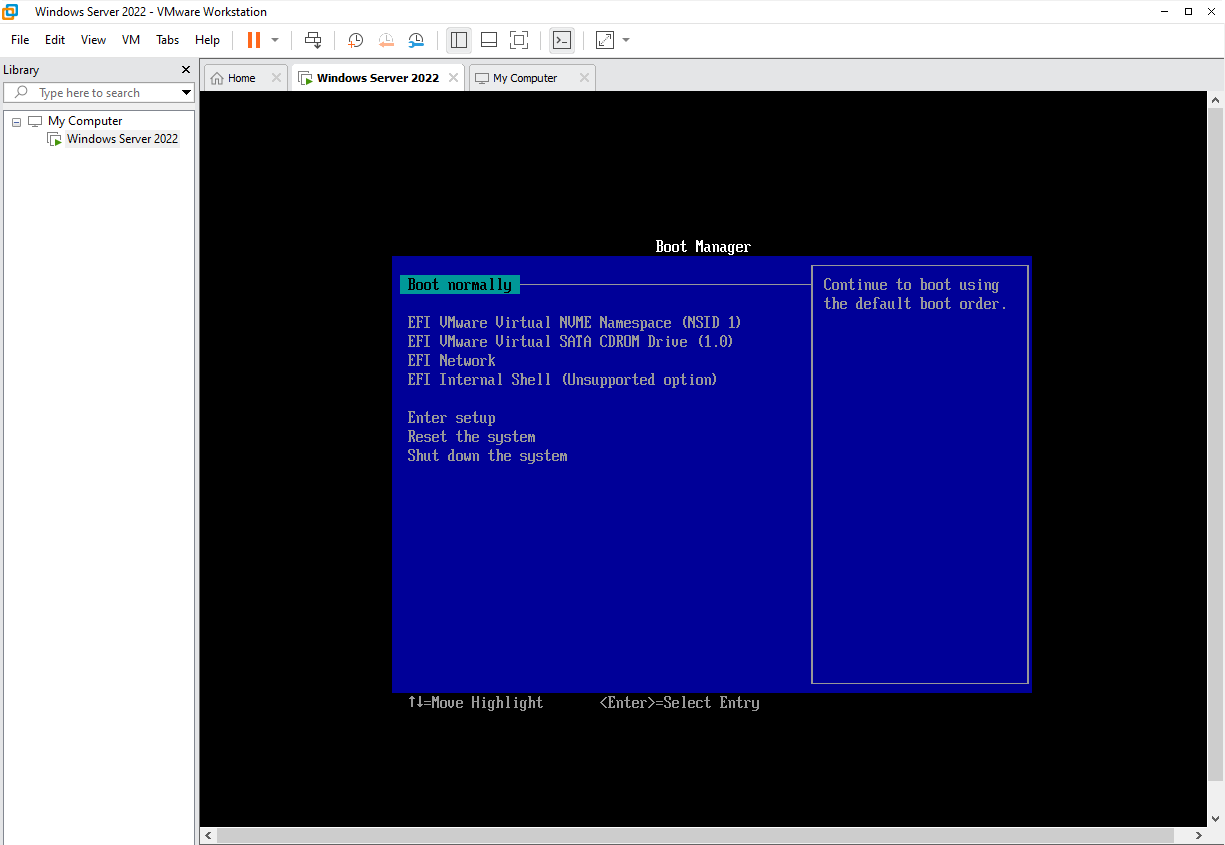 Windows Server 2022 - VMware Workstation
File Edit View VM Tabs Help
Library
Type here to search
My Computer
Windows Server 2022
Home
Windows Server 2022
My Computer
Boot Manager
Boot normally
EFI VMware Virtual NVME Namespace (NSID 1)
EFI VMware Virtual SATA CDROM Drive (1.0)
EFI Network
EFI Internal Shell (Unsupported option)
Enter setup
Reset the system
Shut down the system
Continue to boot using
the default boot order.
↑↓=Move Highlight <Enter>=Select Entry